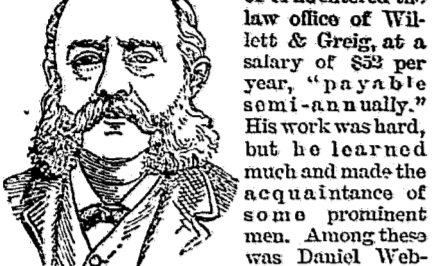 law office of Wil-
lett & Greig, at a
salary of $52 per
year, "payable
semi-annually."
His work was hard,
but he learned
much and made the
acquaintance of
some prominent
men. Among these
was Daniel Web-